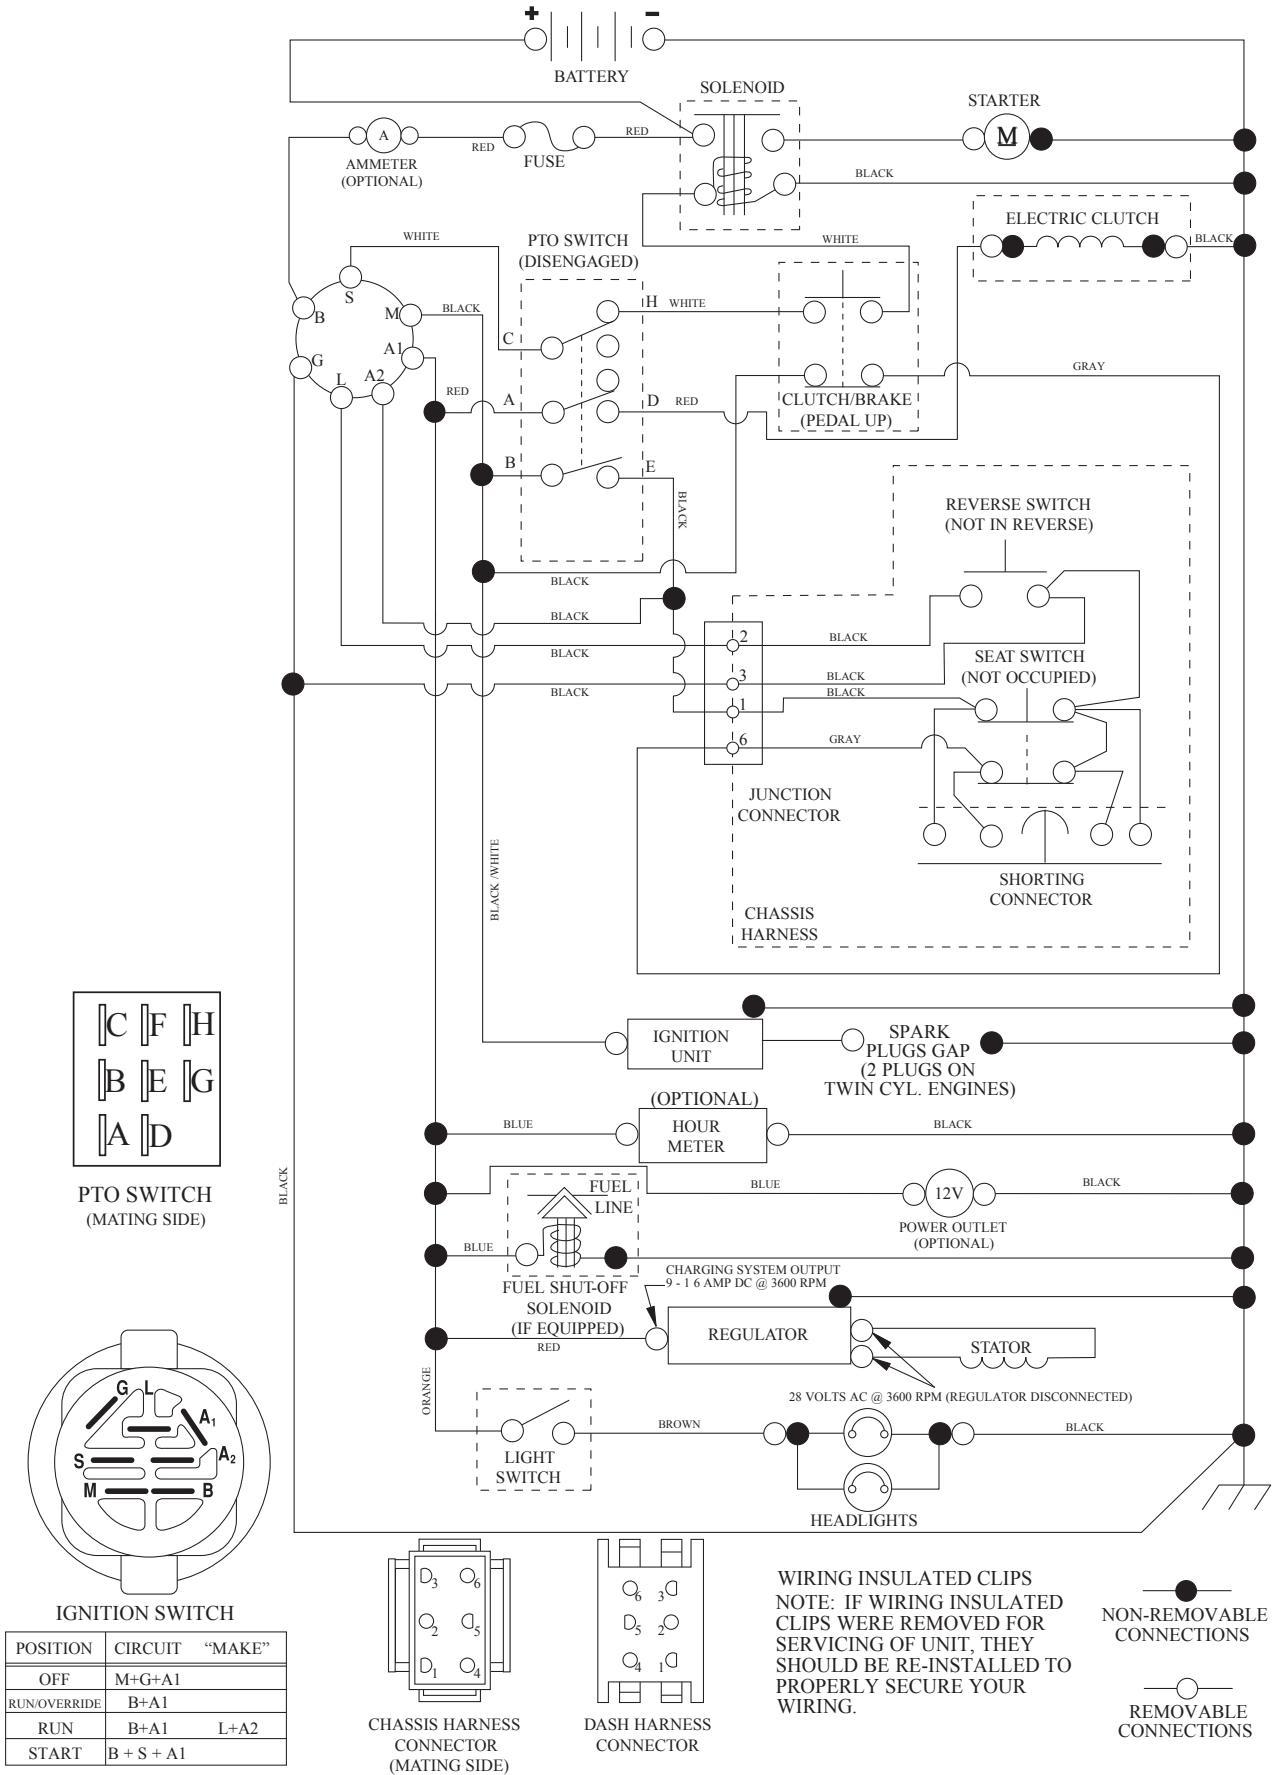 +
−
BATTERY
SOLENOID
STARTER
A
RED
FUSE
RED
M
AMMETER
(OPTIONAL)
BLACK
ELECTRIC CLUTCH
WHITE
PTO SWITCH
(DISENGAGED)
WHITE
BLACK
S
B
M
BLACK
H
WHITE
C
G
A1
L
A2
RED
A
D
RED
GRAY
CLUTCH/BRAKE
(PEDAL UP)
B
E
BLACK
REVERSE SWITCH
(NOT IN REVERSE)
BLACK
BLACK
2
BLACK
BLACK
SEAT SWITCH
(NOT OCCUPIED)
3
BLACK
BLACK
BLACK
1
6
GRAY
JUNCTION
CONNECTOR
BLACK /WHITE
SHORTING
CONNECTOR
CHASSIS
HARNESS
C F H
B E G
A D
PTO SWITCH
(MATING SIDE)
IGNITION
UNIT
SPARK
PLUGS GAP
(2 PLUGS ON
TWIN CYL. ENGINES)
(OPTIONAL)
HOUR
METER
BLUE
BLACK
BLACK
BLUE
12V
BLACK
POWER OUTLET
(OPTIONAL)
FUEL
LINE
BLUE
FUEL SHUT-OFF
SOLENOID
(IF EQUIPPED)
CHARGING SYSTEM OUTPUT
9 - 1 6 AMP DC @ 3600 RPM
RED
REGULATOR
STATOR
28 VOLTS AC @ 3600 RPM (REGULATOR DISCONNECTED)
ORANGE
LIGHT
SWITCH
BROWN
BLACK
HEADLIGHTS
G L
A1
A2
S
M B
IGNITION SWITCH
POSITION CIRCUIT “MAKE”
OFF M+G+A1
RUN/OVERRIDE B+A1
RUN B+A1 L+A2
START B + S + A1
3 6
2 5
1 4
CHASSIS HARNESS
CONNECTOR
(MATING SIDE)
6 3
5 2
4 1
DASH HARNESS
CONNECTOR
WIRING INSULATED CLIPS
NOTE: IF WIRING INSULATED
CLIPS WERE REMOVED FOR
SERVICING OF UNIT, THEY
SHOULD BE RE-INSTALLED TO
PROPERLY SECURE YOUR
WIRING.
NON-REMOVABLE
CONNECTIONS
REMOVABLE
CONNECTIONS